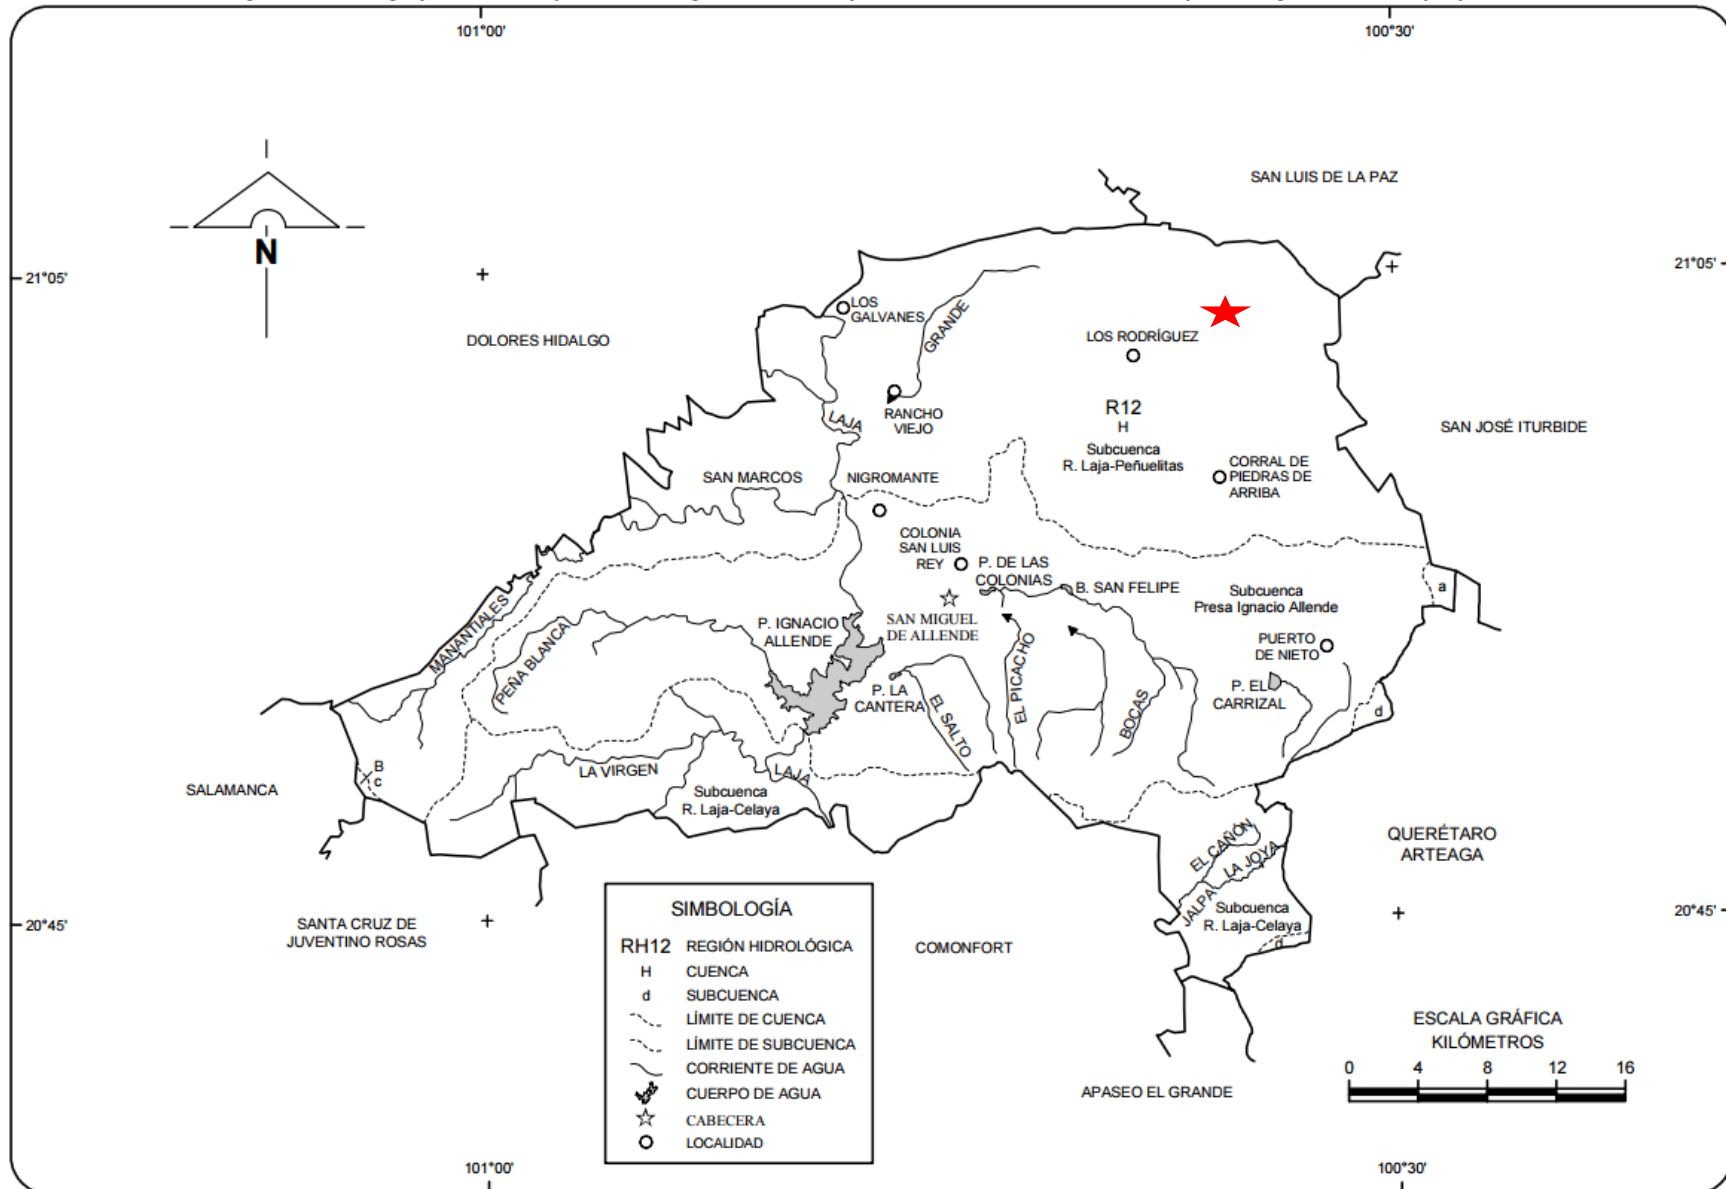 101°00'
100°30'
SAN LUIS DE LA PAZ
N
21°05'
21°05'
LOS
GALVANES
GRANDE
DOLORES HIDALGO
LOS RODRÍGUEZ
RANCHO
VIEJO
LAJA
R12
H
Subcuenca
R. Laja-Peñuelitas
SAN JOSÉ ITURBIDE
CORRAL DE
PIEDRAS DE
ARRIBA
SAN MARCOS
NIGROMANTE
COLONIA
SAN LUIS
REY
P. DE LAS
COLONIAS
B. SAN FELIPE
Subcuenca
Presa Ignacio Allende
a
MANANTIALES
PEÑA BLANCA
P. IGNACIO
ALLENDE
SAN MIGUEL
DE ALLENDE
PUERTO
DE NIETO
P. LA
CANTERA
EL SALTO
EL PICACHO
BOCAS
P. EL
CARRIZAL
d
B
c
SALAMANCA
LA VIRGEN
LAJA
Subcuenca
R. Laja-Celaya
EL CAÑÓN
LA JOYA
JALPA
Subcuenca
R. Laja-Celaya
d
QUERÉTARO
ARTEAGA
20°45'
20°45'
SANTA CRUZ DE
JUVENTINO ROSAS
COMONFORT
APASEO EL GRANDE
SIMBOLOGÍA
RH12 REGIÓN HIDROLÓGICA
H CUENCA
d SUBCUENCA
LÍMITE DE CUENCA
LÍMITE DE SUBCUENCA
CORRIENTE DE AGUA
CUERPO DE AGUA
CABECERA
LOCALIDAD
ESCALA GRÁFICA
KILÓMETROS
0 4 8 12 16
101°00'
100°30'